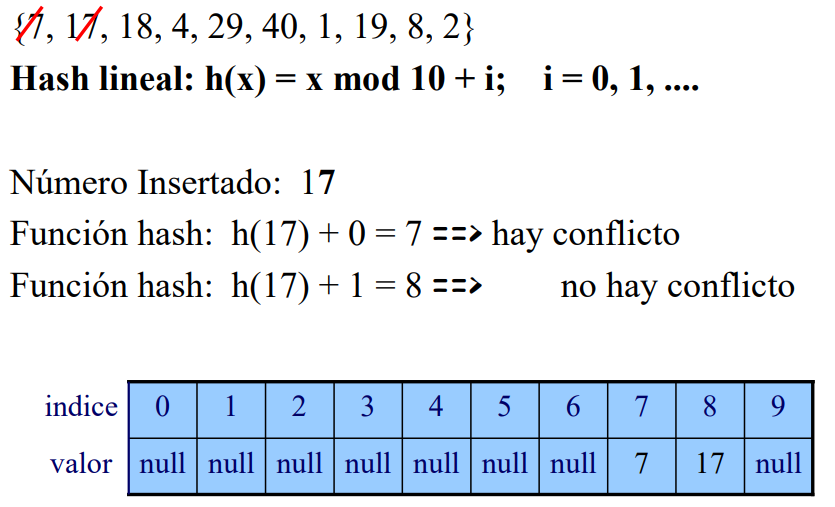 {7, 17, 18, 4, 29, 40, 1, 19, 8, 2}
Hash lineal: h(x) = x mod 10 + i; i = 0, 1, ....
Número Insertado: 17
Función hash: h(17) + 0 = 7 ==> hay conflicto
Función hash: h(17) + 1 = 8 ==> no hay conflicto
indice 0 1 2 3 4 5 6 7 8 9
valor null null null null null null null 7 17 null